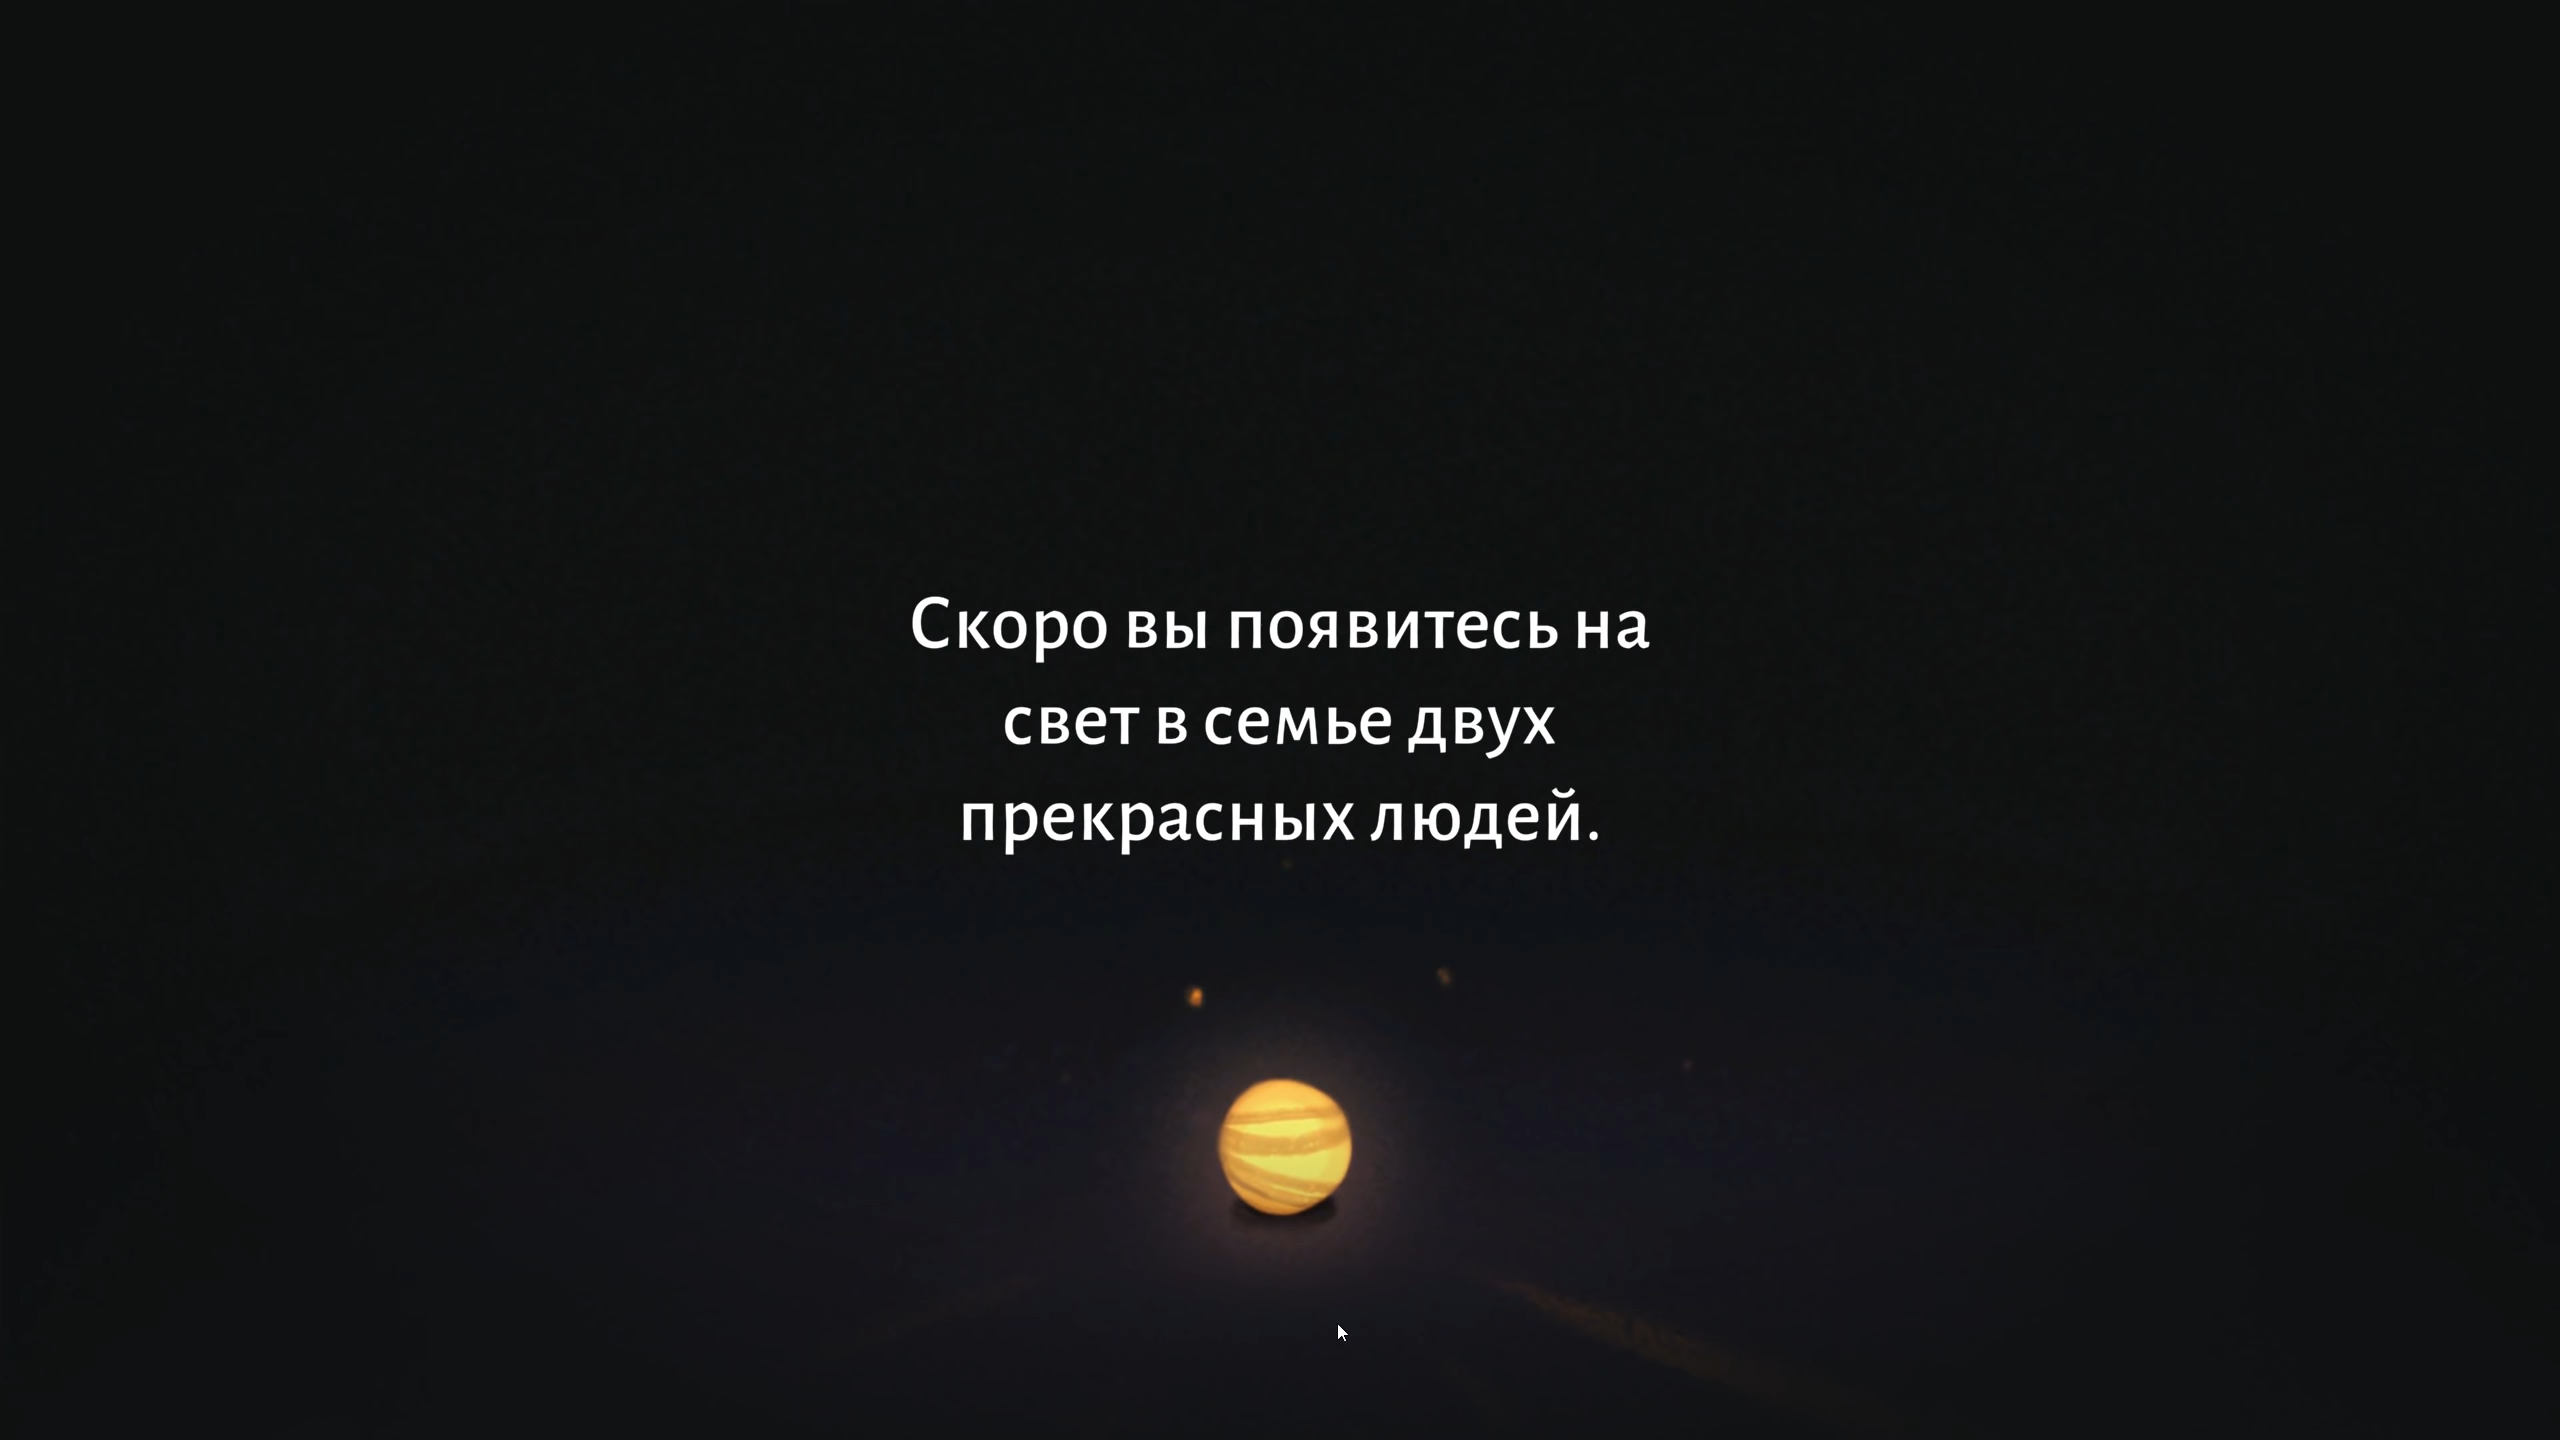 Скоро вы появитесь на
свет в семье двух
прекрасных людей.